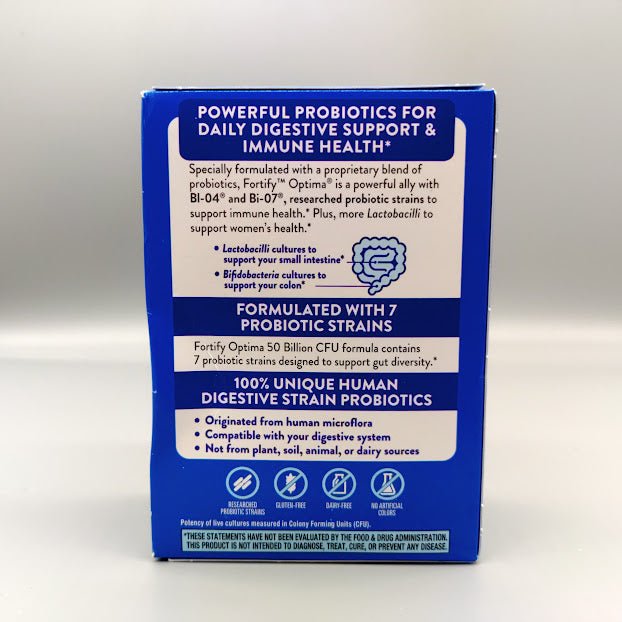 POWERFUL PROBIOTICS FOR
DAILY DIGESTIVE SUPPORT &
IMMUNE HEALTH*
Specially formulated with a proprietary blend of
probiotics, Fortify™ Optima® is a powerful ally with
Bl-04® and Bi-07®, researched probiotic strains to
support immune health.* Plus, more Lactobacilli to
support women's health.*
• Lactobacilli cultures to
support your small intestine*
• Bifidobacteria cultures to
support your colon*
FORMULATED WITH 7
PROBIOTIC STRAINS
Fortify Optima 50 Billion CFU formula contains
7 probiotic strains designed to support gut diversity.*
100% UNIQUE HUMAN
DIGESTIVE STRAIN PROBIOTICS
• Originated from human microflora
• Compatible with your digestive system
• Not from plant, soil, animal, or dairy sources
RESEARCHED
PROBIOTIC STRAINS
GLUTEN-FREE
DAIRY-FREE
NO ARTIFICIAL
COLORS
Potency of live cultures measured in Colony Forming Units (CFU).
*THESE STATEMENTS HAVE NOT BEEN EVALUATED BY THE FOOD & DRUG ADMINISTRATION.
THIS PRODUCT IS NOT INTENDED TO DIAGNOSE, TREAT, CURE, OR PREVENT ANY DISEASE.